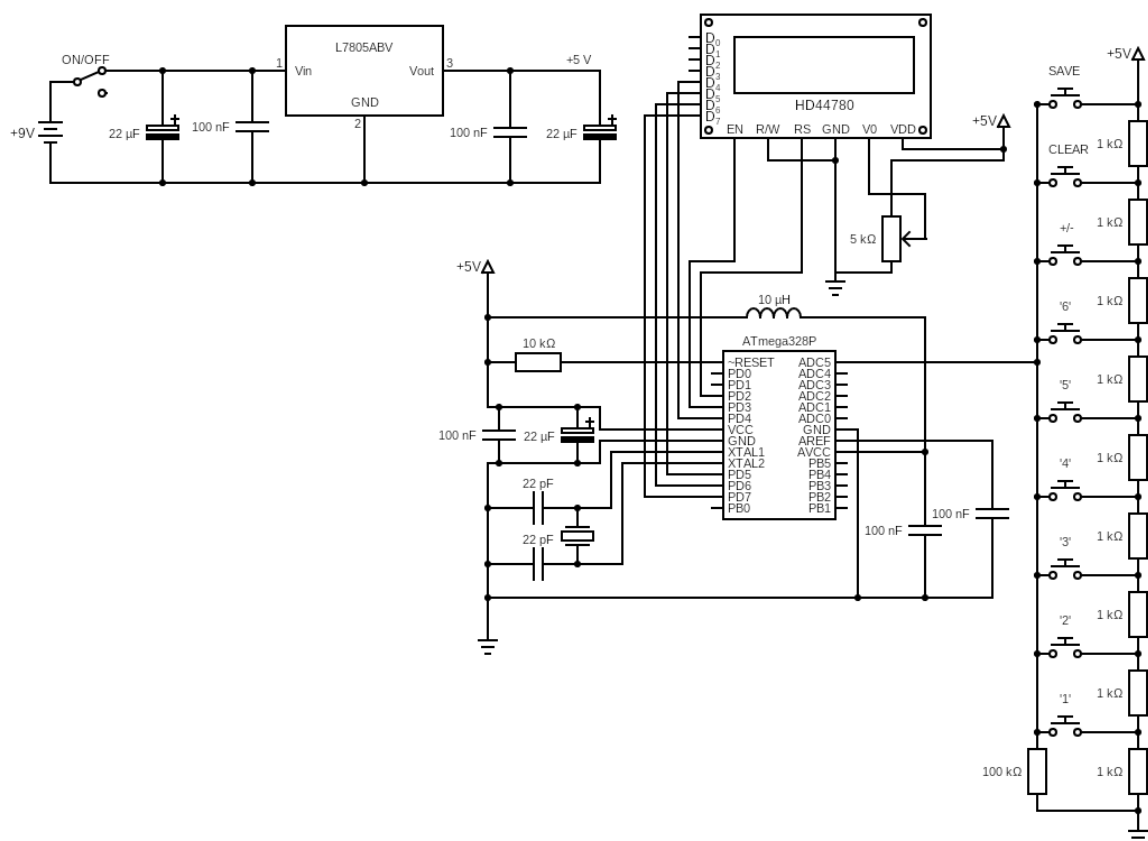 ON/OFF
+9V
22 µF
100 nF
L7805ABV
1
Vin
Vout
3
GND
2
+5 V
100 nF
22 µF
D0
D1
D2
D3
D4
D5
D6
D7
HD44780
EN R/W RS GND V0 VDD
+5V
5 kΩ
+5V
10 µH
10 kΩ
100 nF
22 µF
22 pF
22 pF
ATmega328P
~RESET ADC5
PD0 ADC4
PD1 ADC3
PD2 ADC2
PD3 ADC1
PD4 ADC0
VCC GND
GND AREF
XTAL1 AVCC
XTAL2 PB5
PD5 PB4
PD6 PB3
PD7 PB2
PB0 PB1
100 nF
100 nF
+5V
SAVE
1 kΩ
CLEAR
1 kΩ
+/-
1 kΩ
'6'
1 kΩ
'5'
1 kΩ
'4'
1 kΩ
'3'
1 kΩ
'2'
1 kΩ
'1'
100 kΩ
1 kΩ